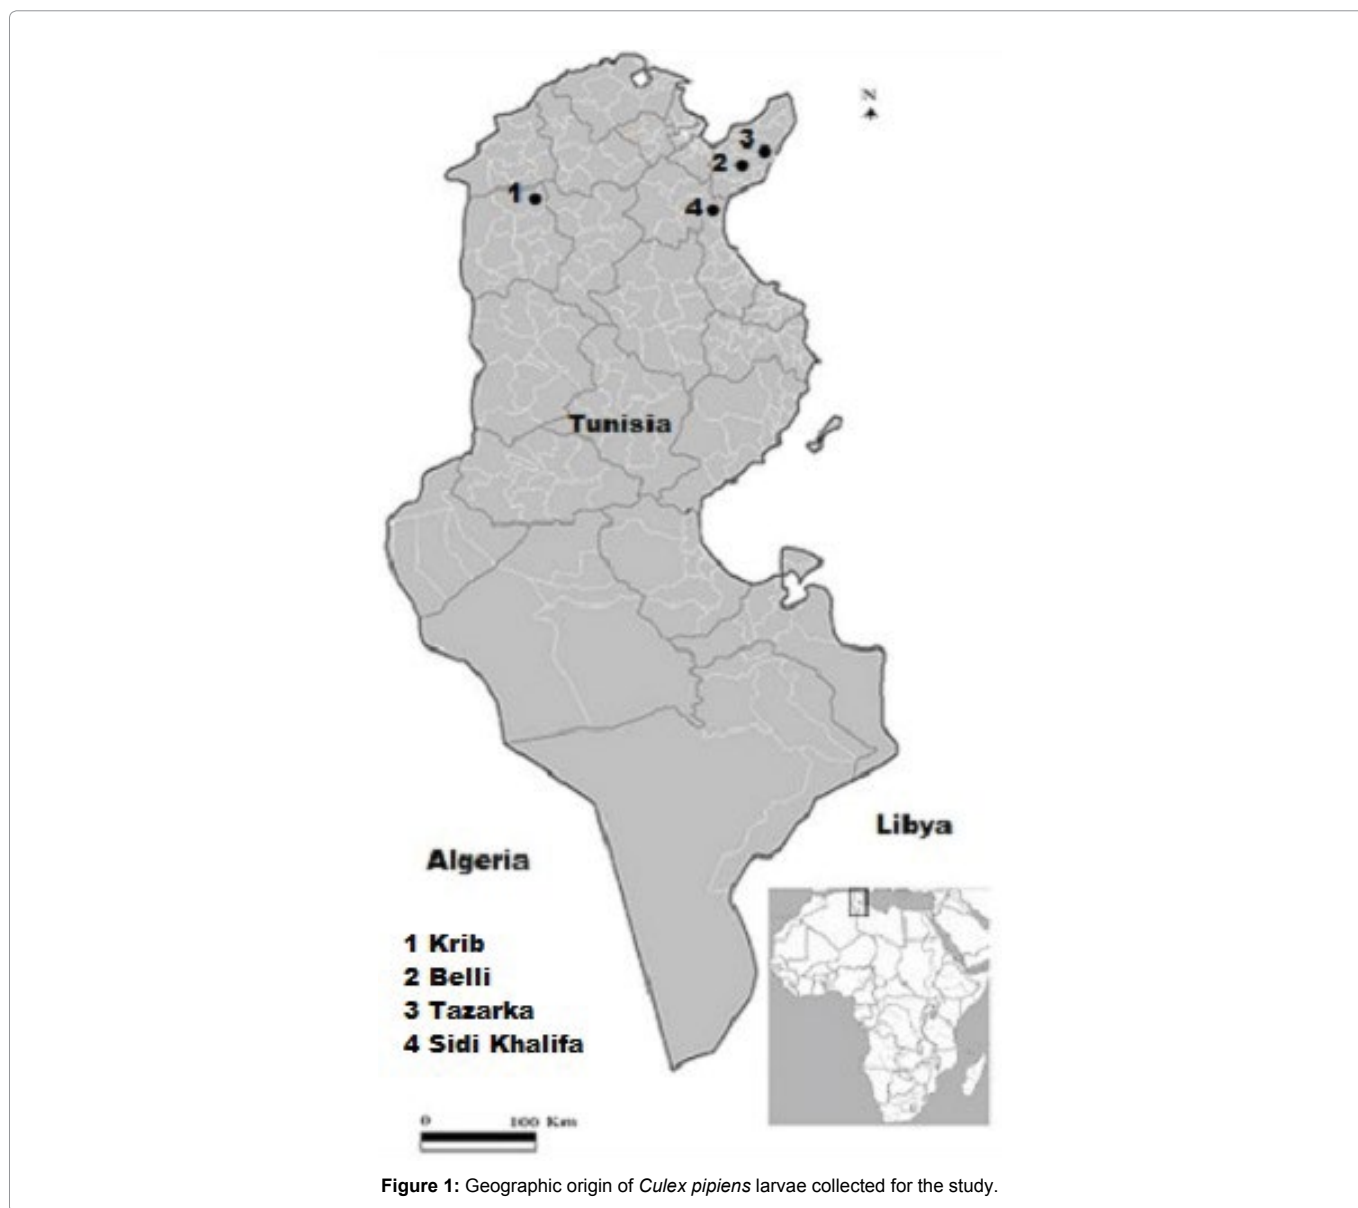 N
3
2
1
4
Tunisia
Libya
Algeria
1 Krib
2 Belli
3 Tazarka
4 Sidi Khalifa
0 100 Km
Figure 1: Geographic origin of Culex pipiens larvae collected for the study.